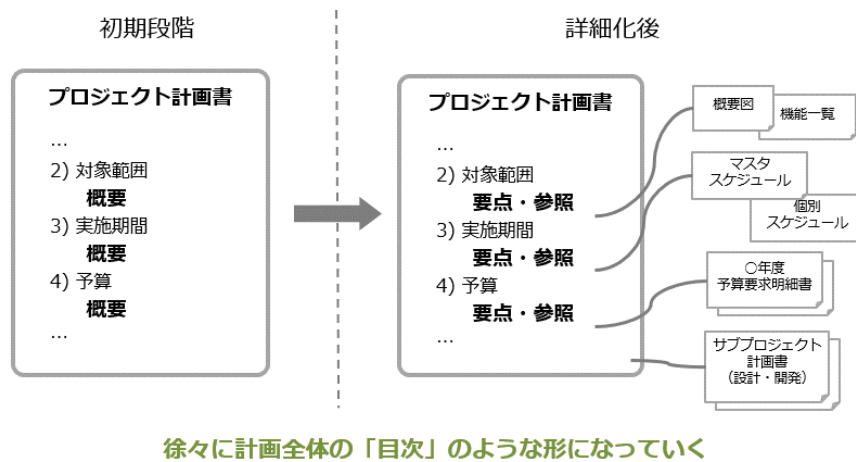 初期段階
プロジェクト計画書
…
2) 対象範囲
概要
3) 実施期間
概要
4) 予算
概要
…
詳細化後
プロジェクト計画書
…
2) 対象範囲
要点・参照
3) 実施期間
要点・参照
4) 予算
要点・参照
…
概要図
機能一覧
マスタ
スケジュール
個別
スケジュール
○年度
予算要求明細書
サブプロジェクト
計画書
（設計・開発）
徐々に計画全体の「目次」のような形になっていく